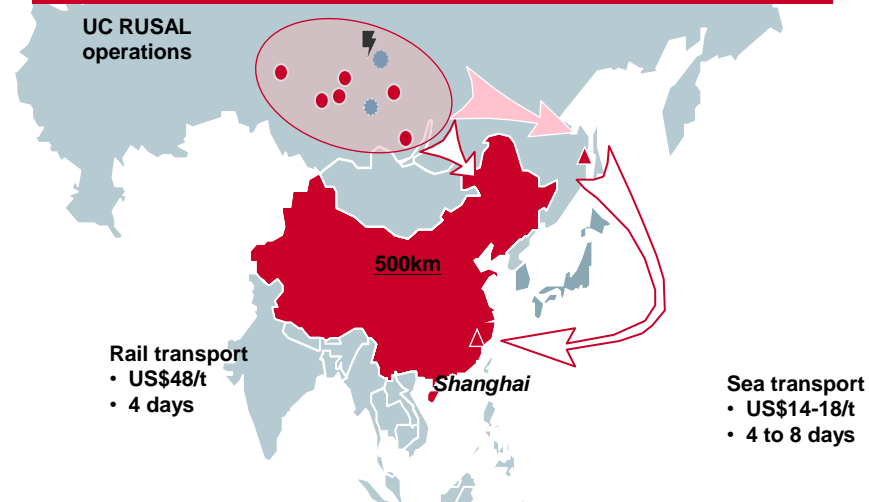 UC RUSAL
operations
500km
Rail transport
• US$48/t
• 4 days
Shanghai
Sea transport
• US$14-18/t
• 4 to 8 days